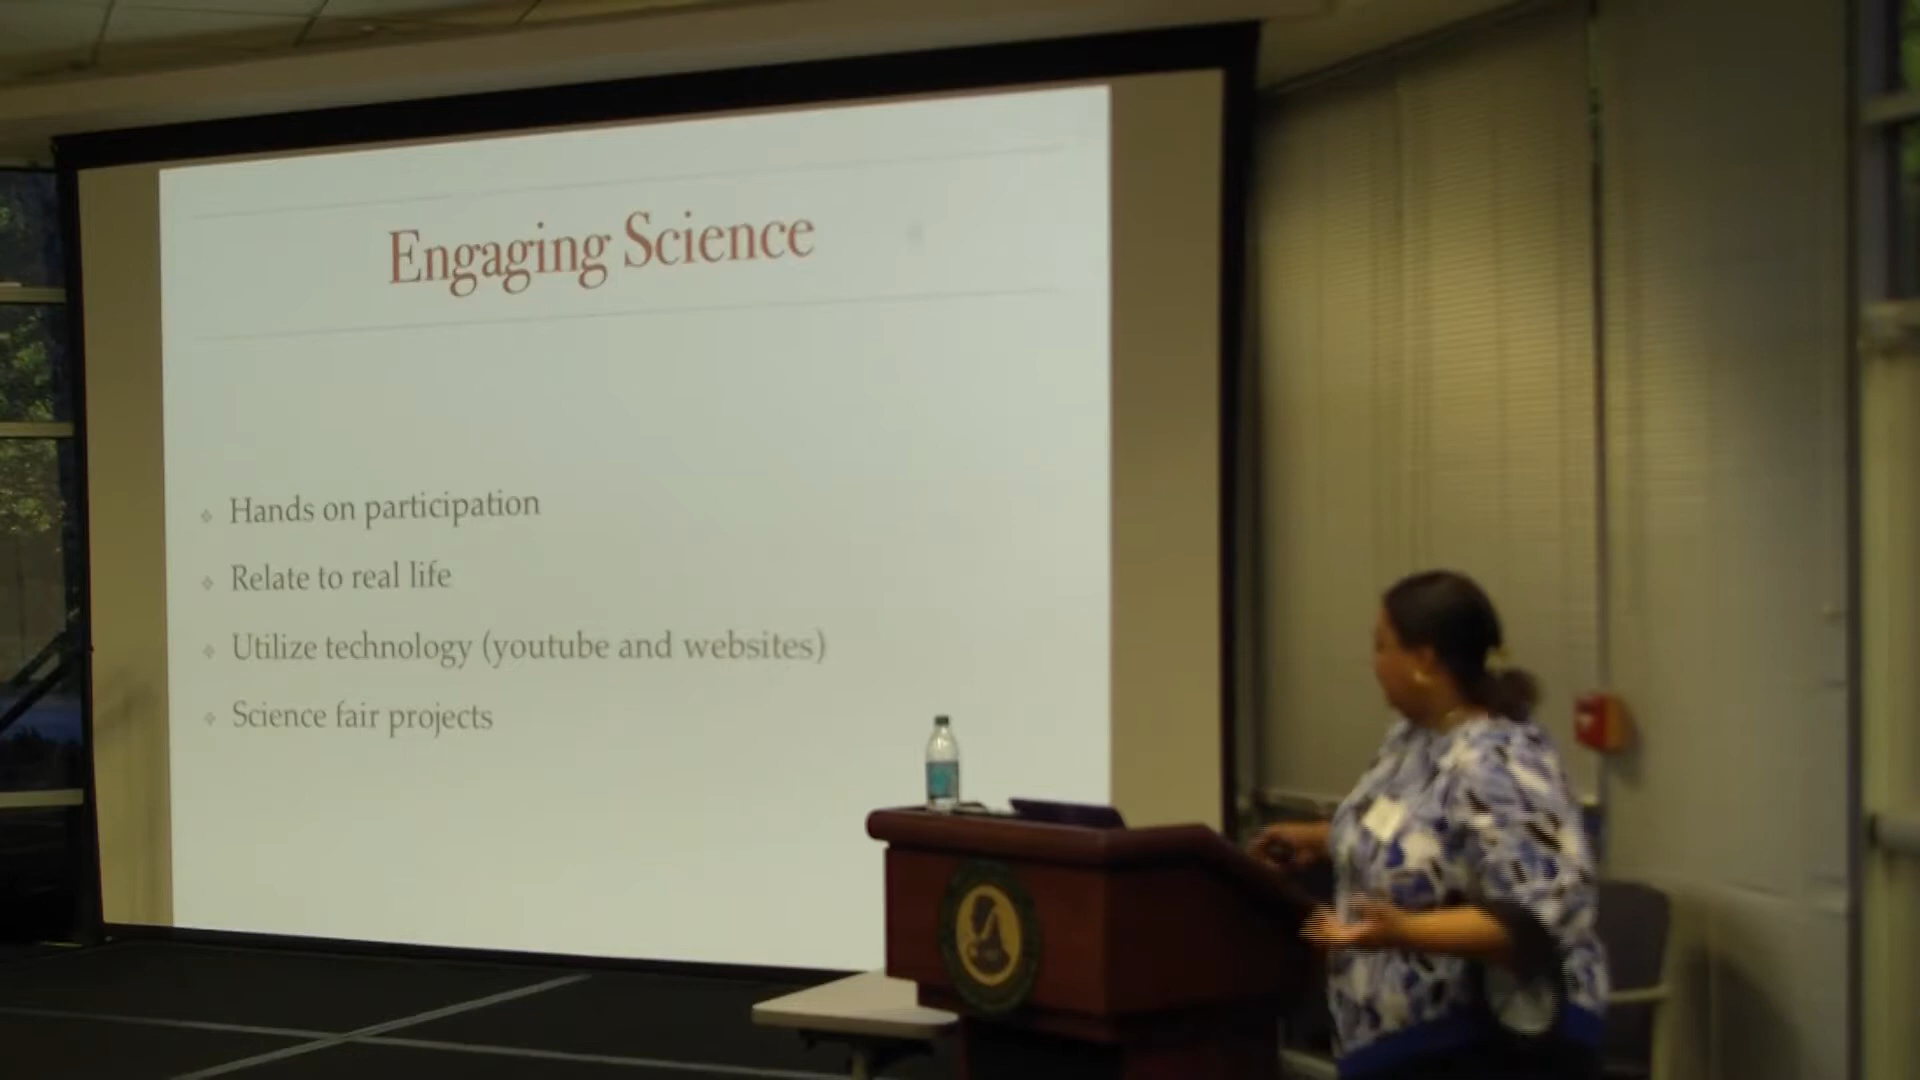 Engaging Science
Hands on participation
Relate to real life
Utilize technology (youtube and websites)
Science fair projects